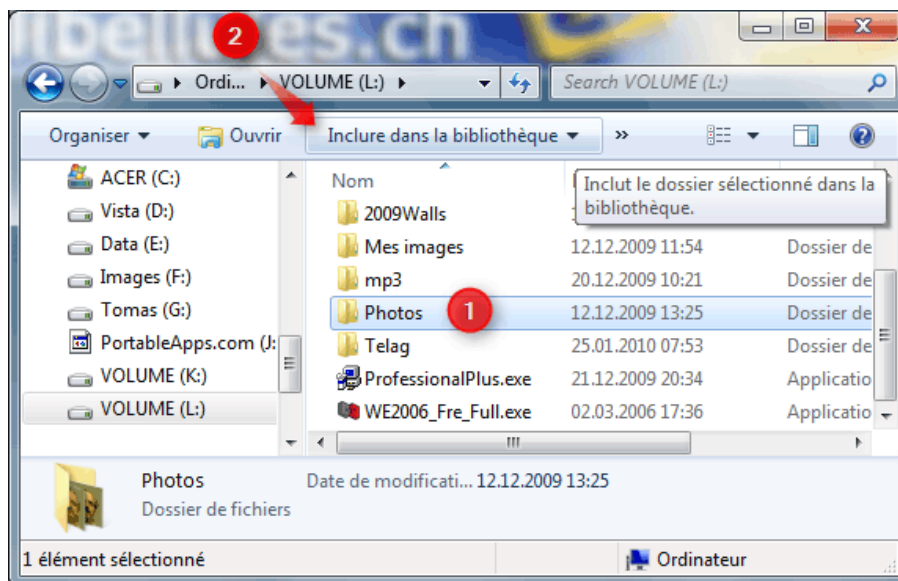 libellules.ch
2
Ordi... VOLUME (L:)
Search VOLUME (L:)
Organiser
Ouvrir
Inclure dans la bibliothèque
»
ACER (C:)
Vista (D:)
Data (E:)
Images (F:)
Tomas (G:)
PortableApps.com (J:
VOLUME (K:)
VOLUME (L:)
Nom
Inclut le dossier sélectionné dans la
bibliothèque.
2009Walls
Mes images 12.12.2009 11:54 Dossier de
mp3 20.12.2009 10:21 Dossier de
Photos 1 12.12.2009 13:25 Dossier de
Telag 25.01.2010 07:53 Dossier de
ProfessionalPlus.exe 21.12.2009 20:34 Applicatio
WE2006_Fre_Full.exe 02.03.2006 17:36 Applicatio
Photos Date de modificati... 12.12.2009 13:25
Dossier de fichiers
1 élément sélectionné
Ordinateur